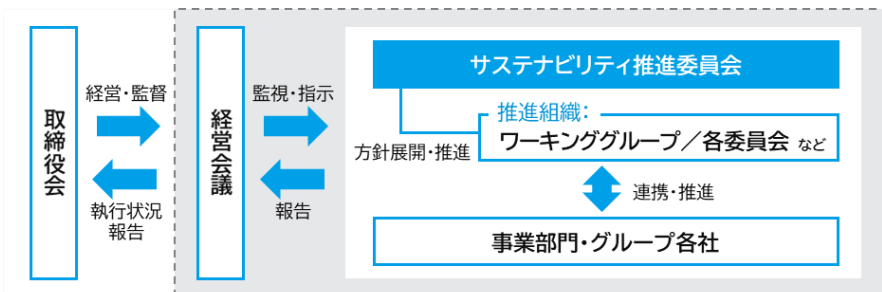 取締役会
経営・監督
執行状況
報告
経営会議
監視・指示
報告
サステナビリティ推進委員会
方針展開・推進
推進組織：
ワーキンググループ／各委員会 など
連携・推進
事業部門・グループ各社